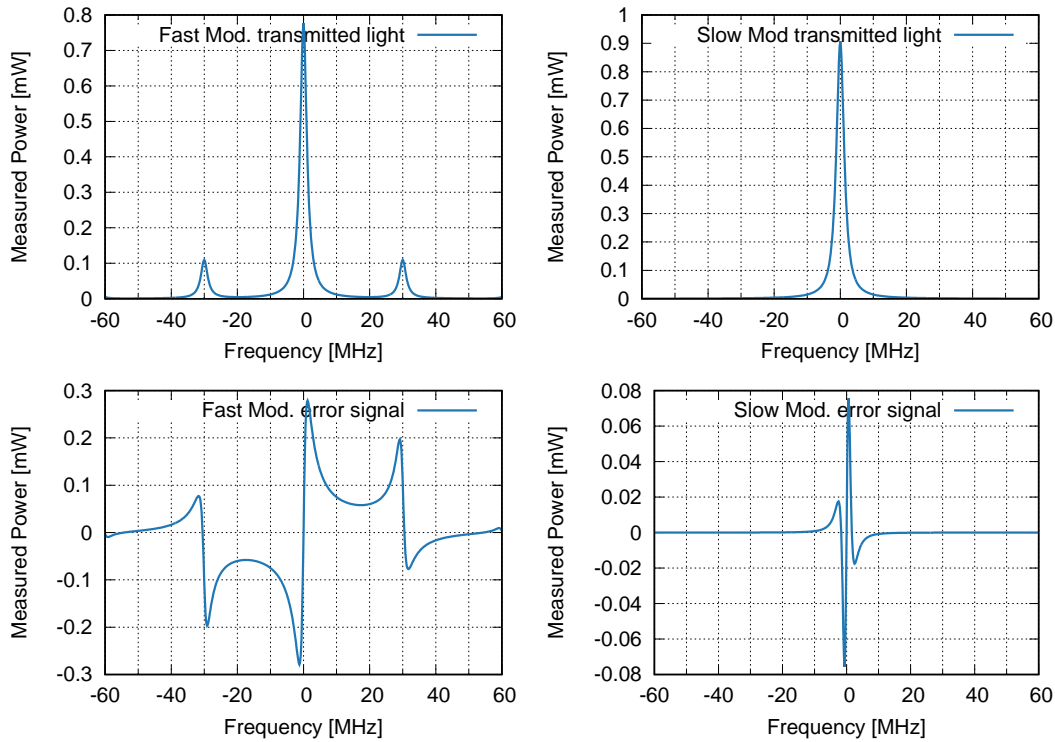 Fast Mod. transmitted light
Measured Power [mW]
0.8
0.7
0.6
0.5
0.4
0.3
0.2
0.1
0
-60 -40 -20 0 20 40 60
Frequency [MHz]
Slow Mod transmitted light
Measured Power [mW]
1
0.9
0.8
0.7
0.6
0.5
0.4
0.3
0.2
0.1
0
-60 -40 -20 0 20 40 60
Frequency [MHz]
Fast Mod. error signal
Measured Power [mW]
0.3
0.2
0.1
0
-0.1
-0.2
-0.3
-60 -40 -20 0 20 40 60
Frequency [MHz]
Slow Mod. error signal
Measured Power [mW]
0.08
0.06
0.04
0.02
0
-0.02
-0.04
-0.06
-0.08
-60 -40 -20 0 20 40 60
Frequency [MHz]